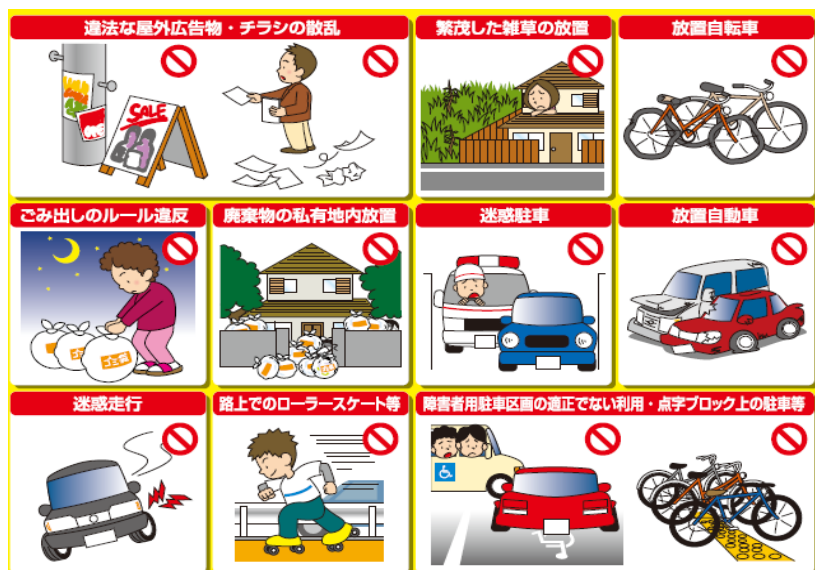 違法な屋外広告物・チラシの散乱
繁茂した雑草の放置
放置自転車
SALE
ごみ出しのルール違反
廃棄物の私有地内放置
迷惑駐車
放置自動車
ゴミ袋
迷惑走行
路上でのローラースケート等
障害者用駐車区画の適正でない利用・点字ブロック上の駐車等